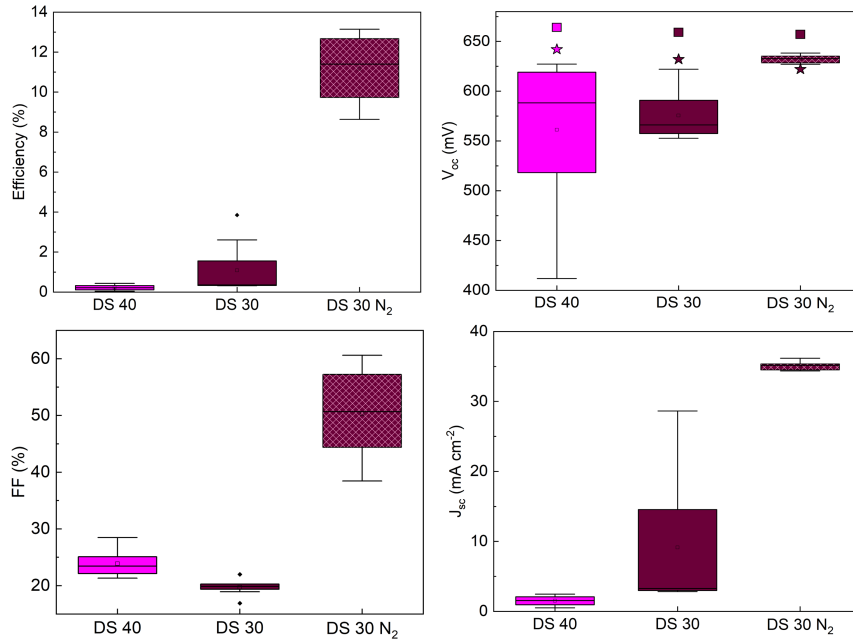 Efficiency (%)
14
12
10
8
6
4
2
0
DS 40
DS 30
DS 30 N₂
V_oc (mV)
650
600
550
500
450
400
DS 40
DS 30
DS 30 N₂
FF (%)
60
50
40
30
20
DS 40
DS 30
DS 30 N₂
J_sc (mA cm⁻²)
40
30
20
10
0
DS 40
DS 30
DS 30 N₂